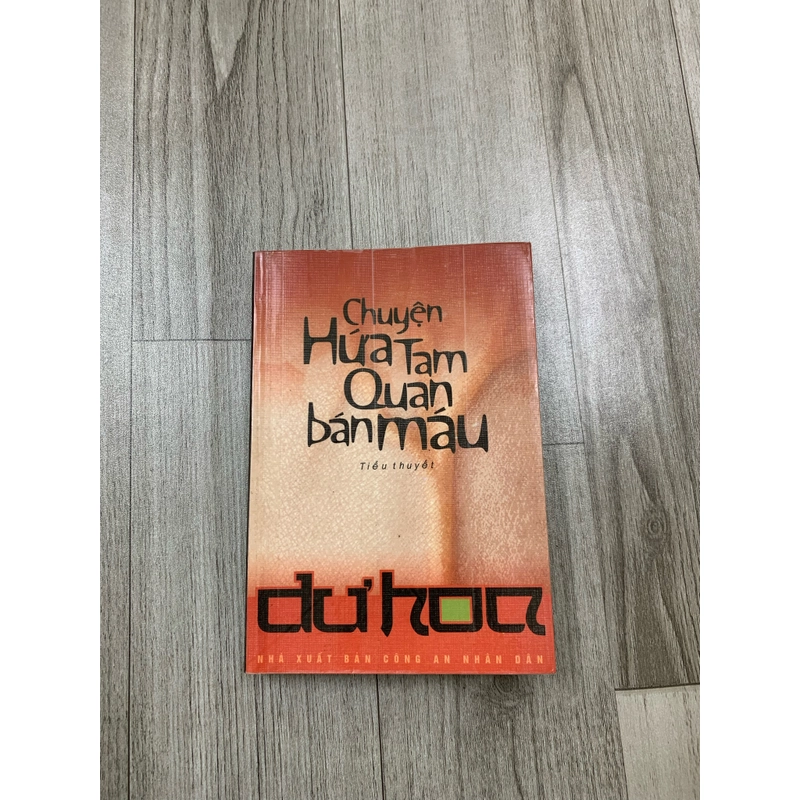 Chuyện
Hứa Tam
Quan
bán máu
Tiểu thuyết
dư hoa
NHÀ XUẤT BẢN CÔNG AN NHÂN DÂN